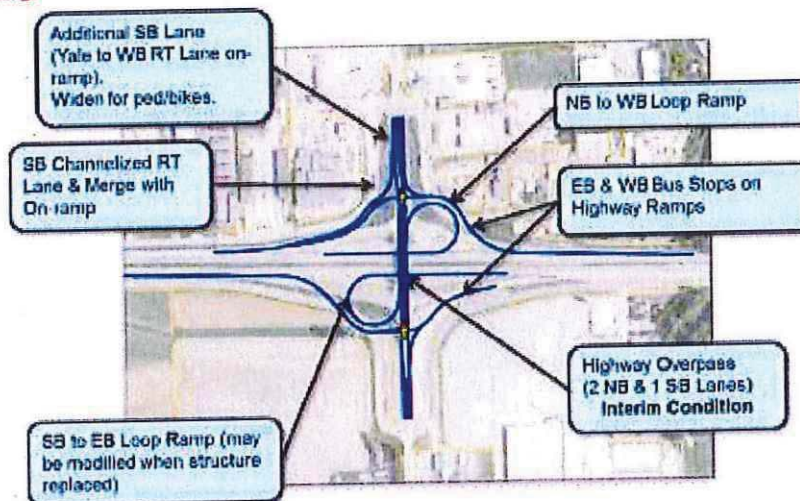 Additional SB Lane
(Yale to WB RT Lane on-
ramp).
Widen for ped/bikes.
NB to WB Loop Ramp
SB Channelized RT
Lane & Merge with
On-ramp
EB & WB Bus Stops on
Highway Ramps
Highway Overpass
(2 NB & 1 SB Lanes)
Interim Condition
SB to EB Loop Ramp (may
be modified when structure
replaced)